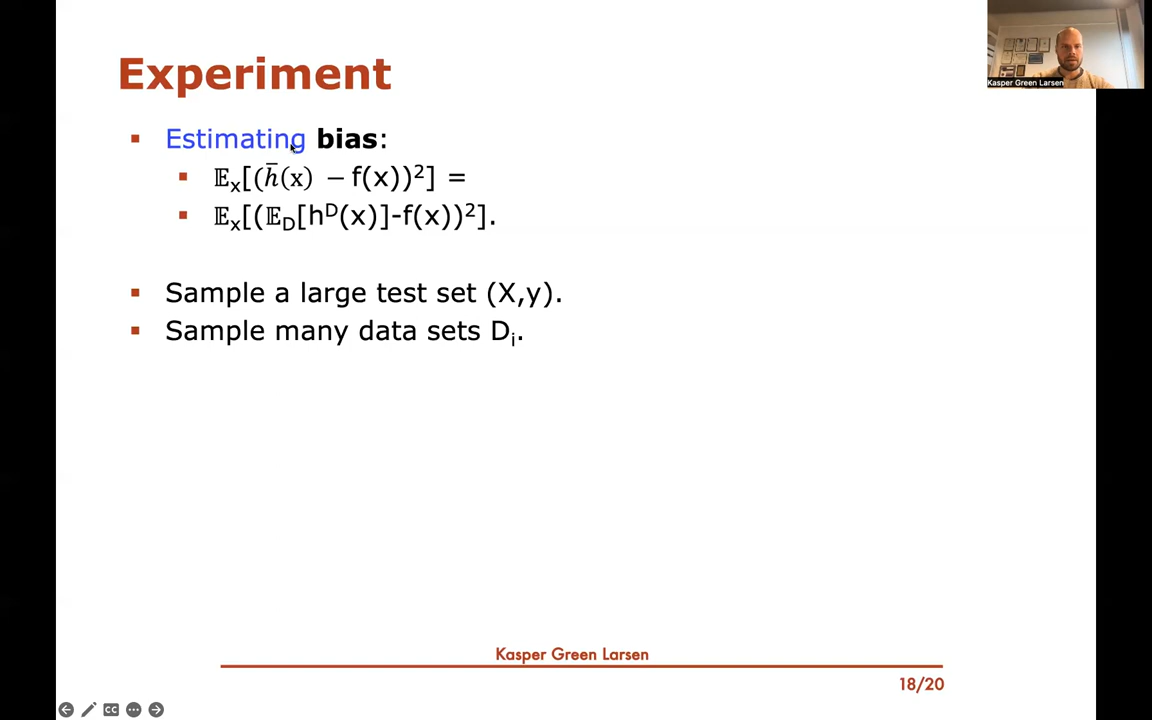 Experiment
Kasper Green Larsen
▪ Estimating bias:
▪ 𝔼ₓ[(h̄(x) − f(x))²] =
▪ 𝔼ₓ[(𝔼_D[h^D(x)]-f(x))²].
▪ Sample a large test set (X,y).
▪ Sample many data sets Dᵢ.
Kasper Green Larsen
18/20
CC